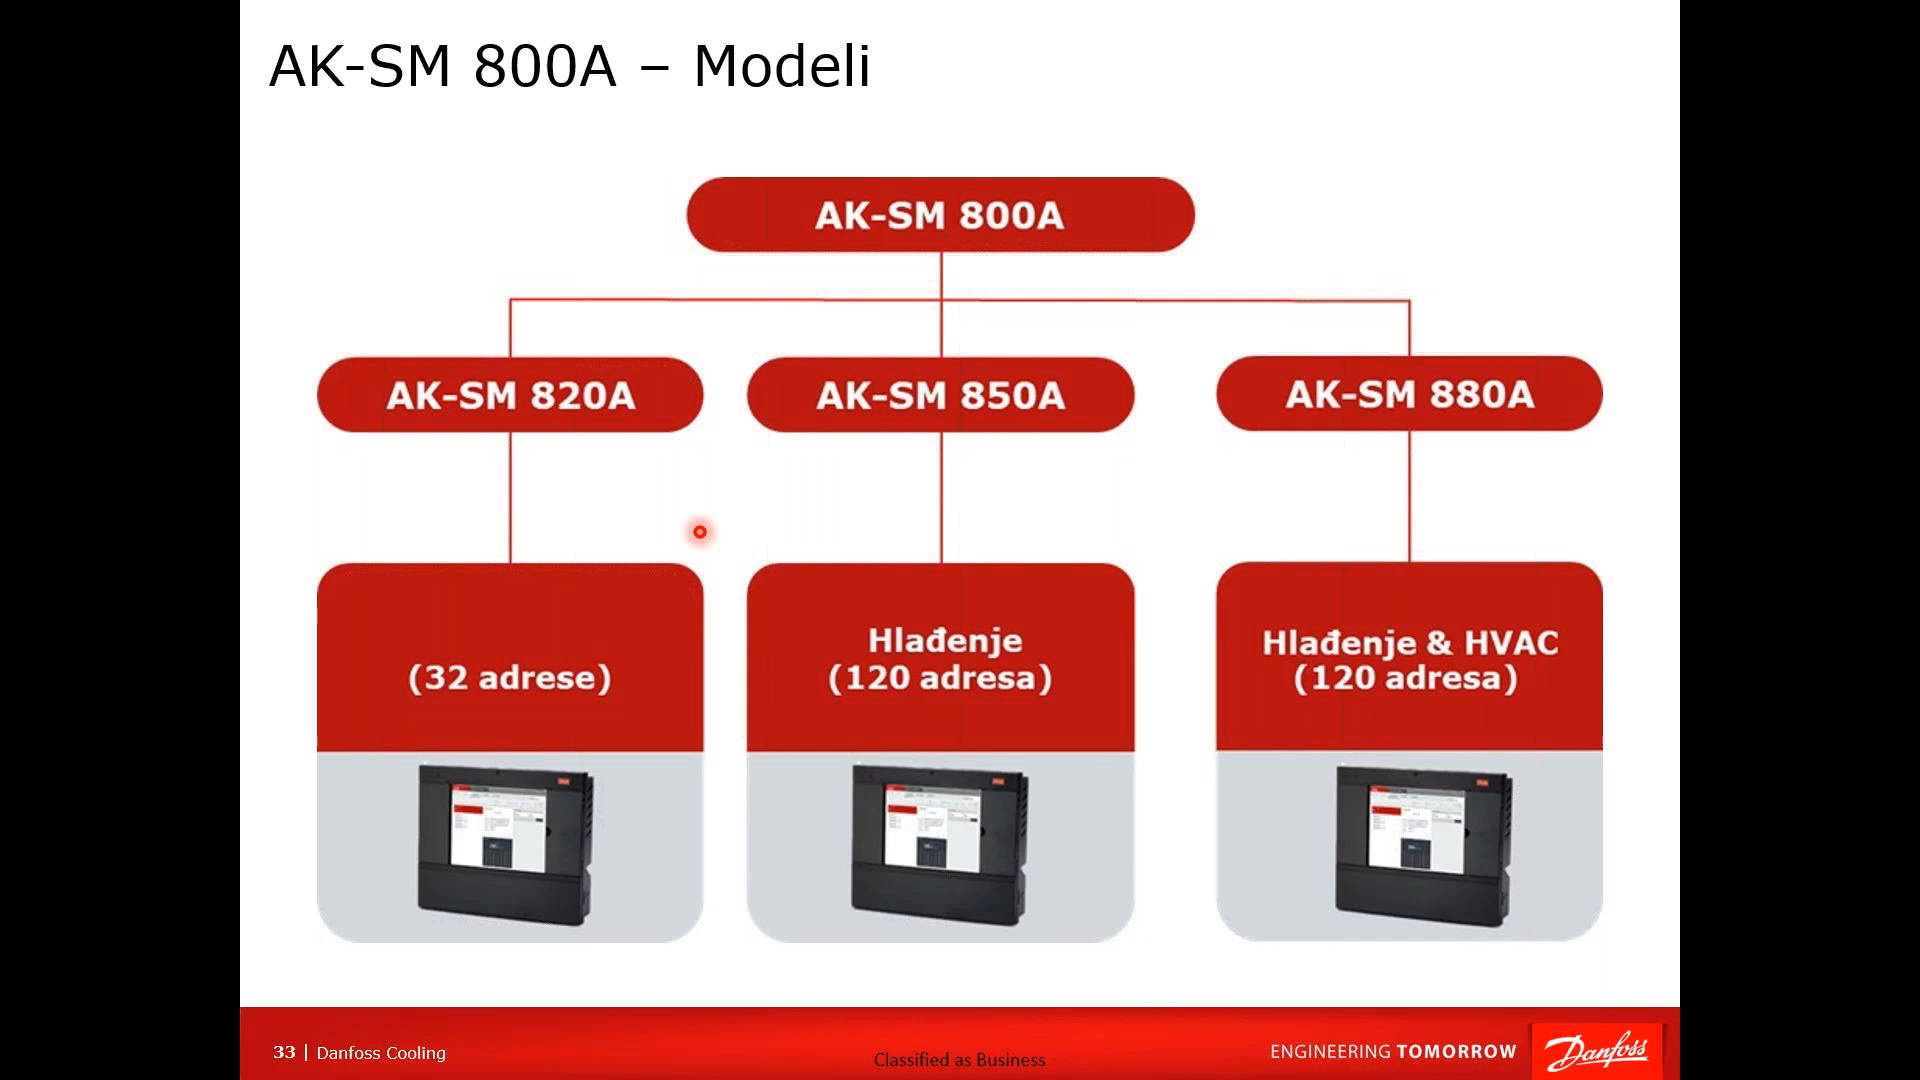 AK-SM 800A – Modeli
AK-SM 800A
AK-SM 820A
AK-SM 850A
AK-SM 880A
(32 adrese)
Hlađenje
(120 adresa)
Hlađenje & HVAC
(120 adresa)
33 | Danfoss Cooling
Classified as Business
ENGINEERING TOMORROW
Danfoss